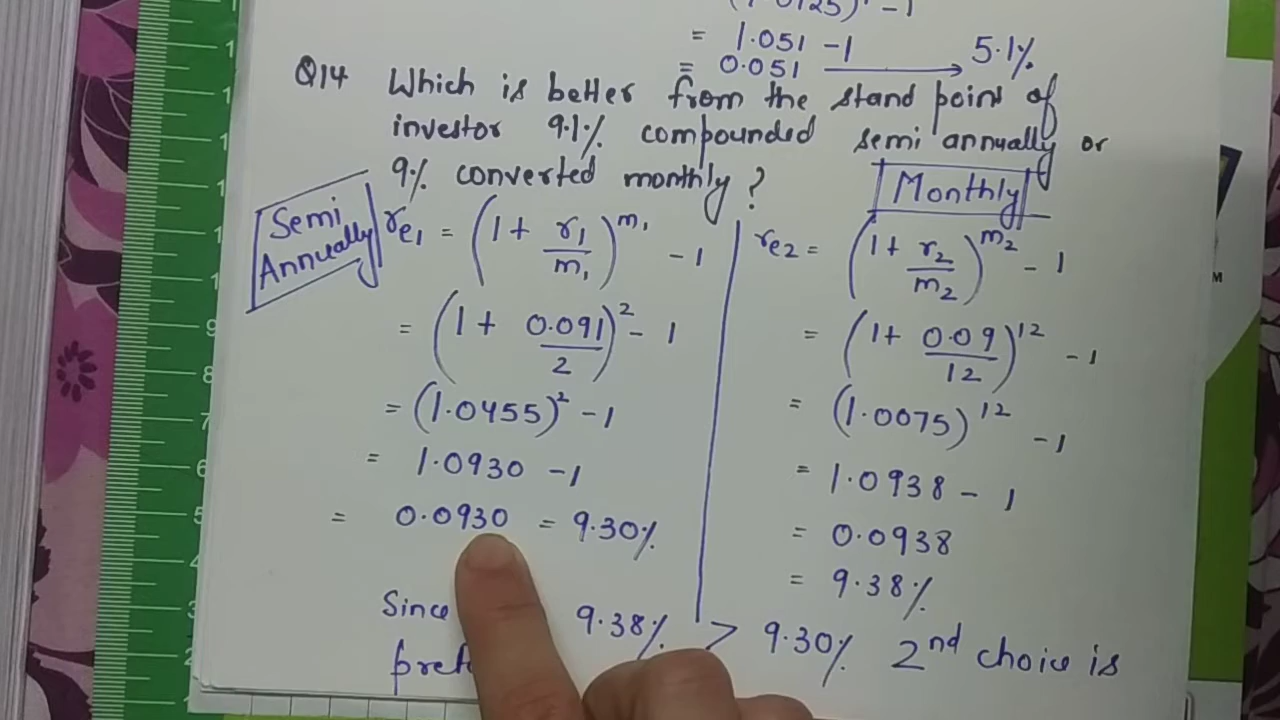 (1.0125) - 1
= 1.051 - 1
= 0.051 → 5.1%
Q14 Which is better from the stand point of
investor 9.1% compounded semi annually or
9% converted monthly?
Monthly
Semi
Annually
re1 = (1 + r1/m1)^m1 - 1
= (1 + 0.091/2)^2 - 1
= (1.0455)^2 - 1
= 1.0930 - 1
= 0.0930 = 9.30%
re2 = (1 + r2/m2)^m2 - 1
= (1 + 0.09/12)^12 - 1
= (1.0075)^12 - 1
= 1.0938 - 1
= 0.0938
= 9.38%
Since 9.38% > 9.30% 2nd choice is